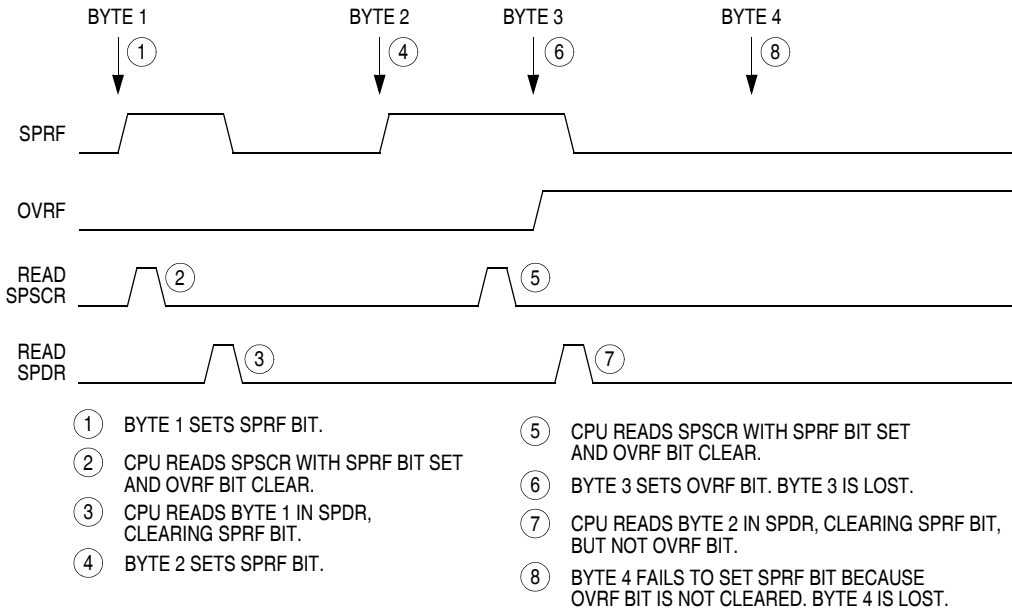 BYTE 1 BYTE 2 BYTE 3 BYTE 4
1 4 6 8
SPRF
OVRF
READ
SPSCR
2 5
READ
SPDR
3 7
1 BYTE 1 SETS SPRF BIT.
2 CPU READS SPSCR WITH SPRF BIT SET
AND OVRF BIT CLEAR.
3 CPU READS BYTE 1 IN SPDR,
CLEARING SPRF BIT.
4 BYTE 2 SETS SPRF BIT.
5 CPU READS SPSCR WITH SPRF BIT SET
AND OVRF BIT CLEAR.
6 BYTE 3 SETS OVRF BIT. BYTE 3 IS LOST.
7 CPU READS BYTE 2 IN SPDR, CLEARING SPRF BIT,
BUT NOT OVRF BIT.
8 BYTE 4 FAILS TO SET SPRF BIT BECAUSE
OVRF BIT IS NOT CLEARED. BYTE 4 IS LOST.